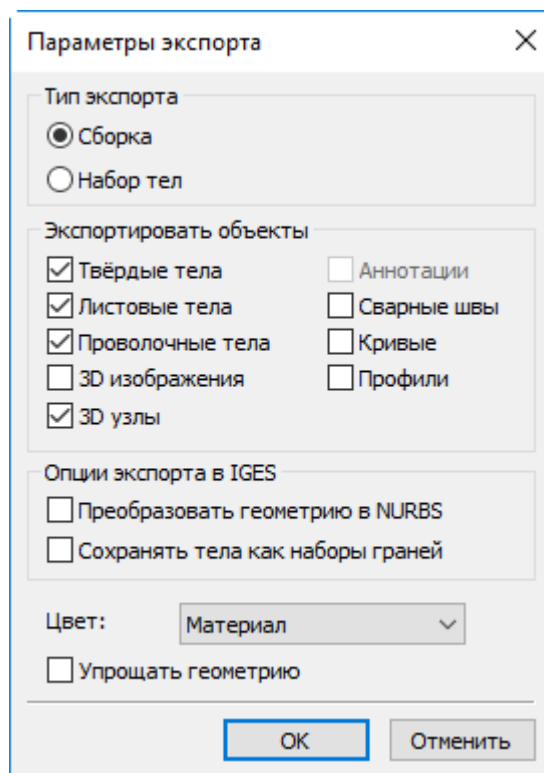 Параметры экспорта
Тип экспорта
Сборка
Набор тел
Экспортировать объекты
Твёрдые тела
Аннотации
Листовые тела
Сварные швы
Проволочные тела
Кривые
3D изображения
Профили
3D узлы
Опции экспорта в IGES
Преобразовать геометрию в NURBS
Сохранять тела как наборы граней
Цвет:
Материал
Упрощать геометрию
ОК
Отменить